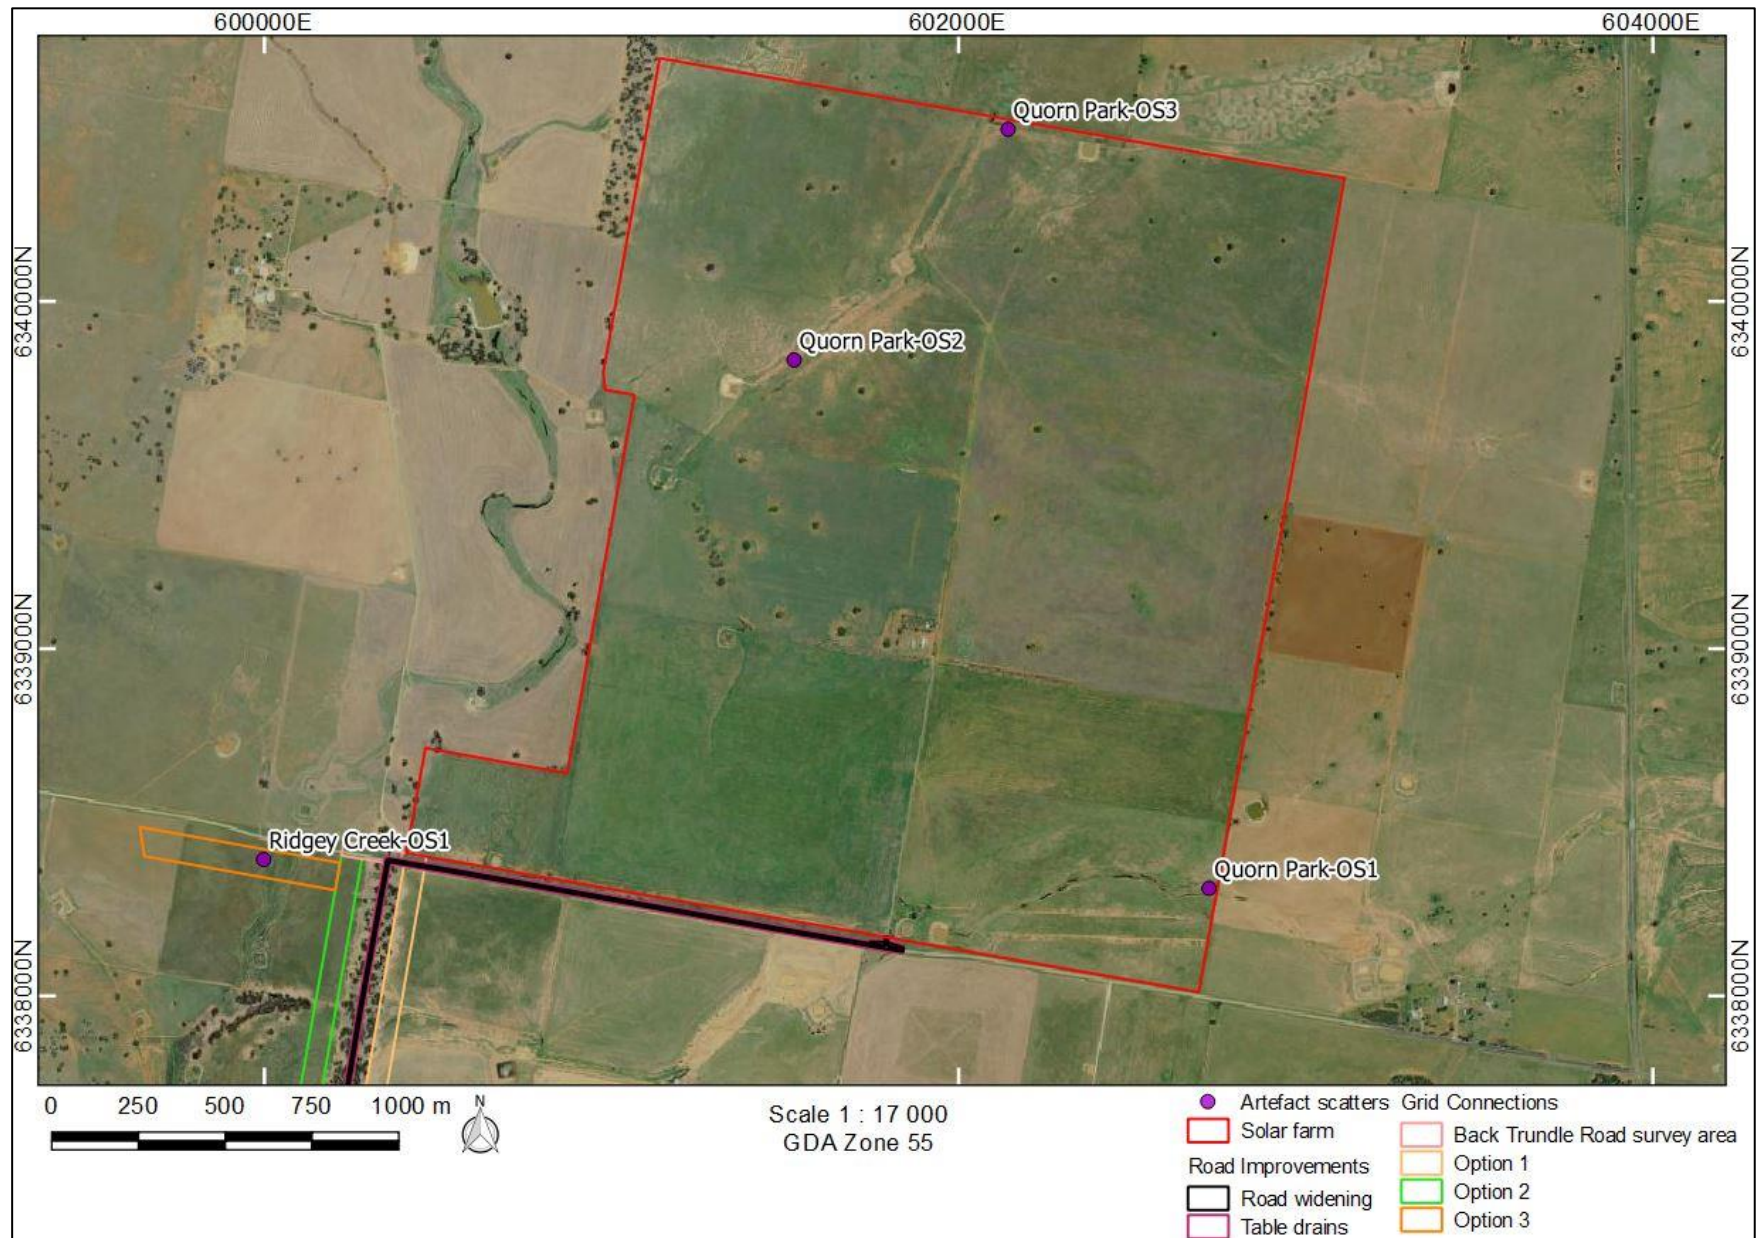 600000E
602000E
604000E
Quorn Park-OS3
6340000N
6340000N
Quorn Park-OS2
6339000N
6339000N
Ridgey Creek-OS1
Quorn Park-OS1
6338000N
6338000N
0 250 500 750 1000 m
N
Scale 1 : 17 000
GDA Zone 55
Artefact scatters
Solar farm
Road Improvements
Road widening
Table drains
Grid Connections
Back Trundle Road survey area
Option 1
Option 2
Option 3